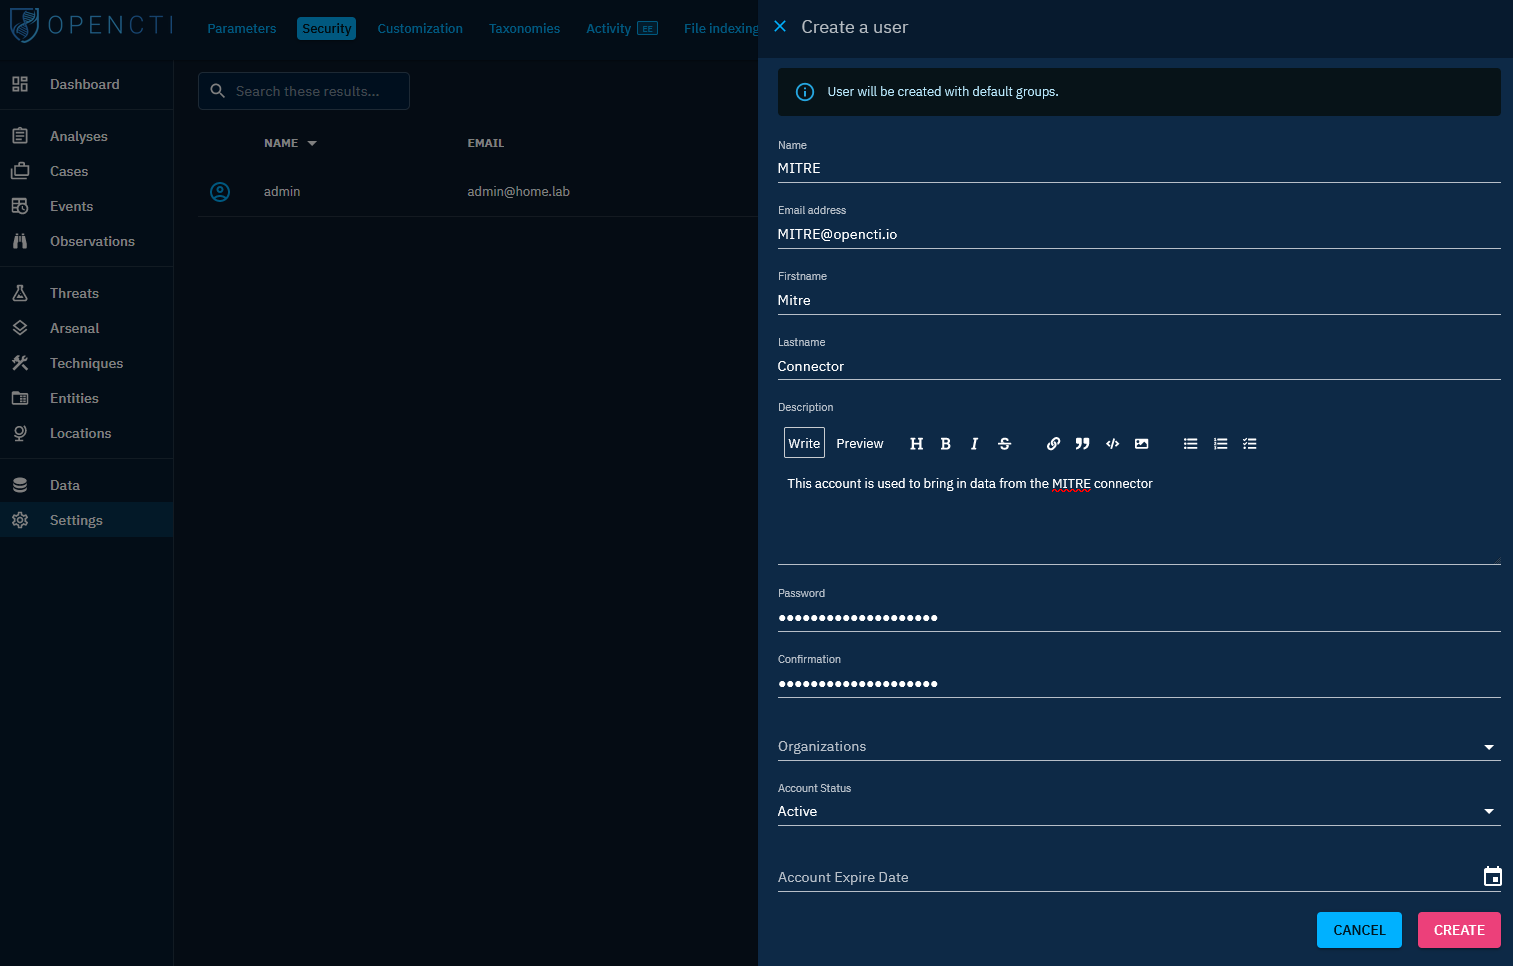 OPENCTI
Parameters Security Customization Taxonomies Activity EE File indexing
Dashboard
Analyses
Cases
Events
Observations
Threats
Arsenal
Techniques
Entities
Locations
Data
Settings
Search these results...
NAME EMAIL
admin admin@home.lab
Create a user
User will be created with default groups.
Name
MITRE
Email address
MITRE@opencti.io
Firstname
Mitre
Lastname
Connector
Description
Write Preview H B I S
This account is used to bring in data from the MITRE connector
Password
••••••••••••••••••••
Confirmation
••••••••••••••••••••
Organizations
Account Status
Active
Account Expire Date
CANCEL CREATE